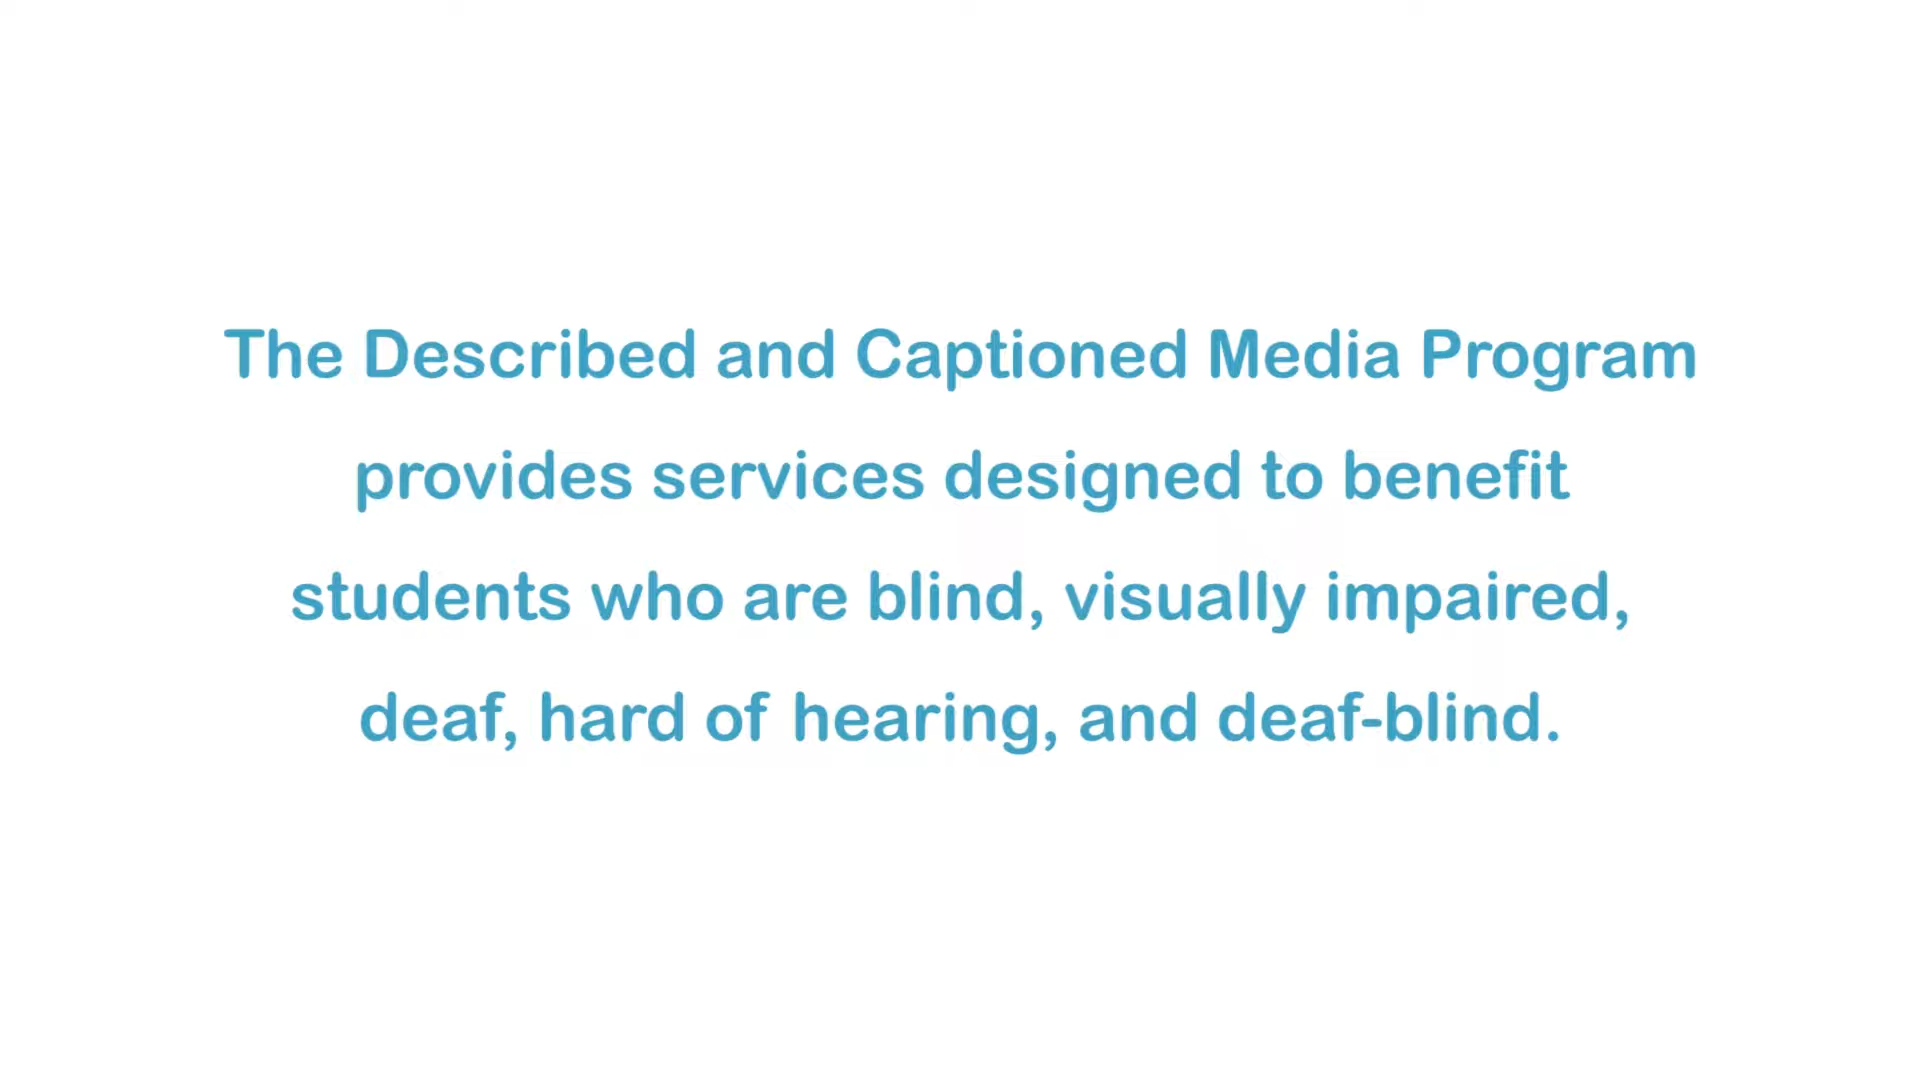 The Described and Captioned Media Program
provides services designed to benefit
students who are blind, visually impaired,
deaf, hard of hearing, and deaf-blind.